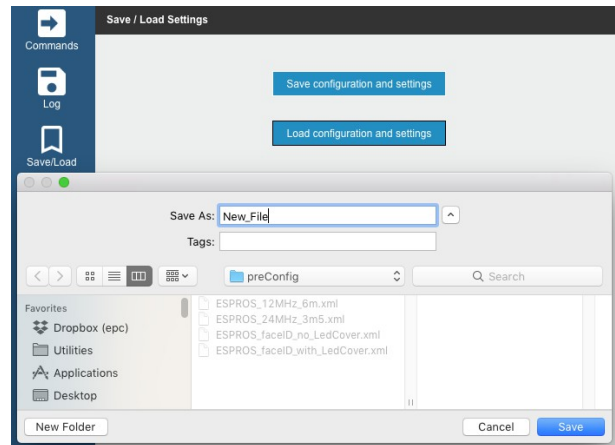 Save / Load Settings
Commands
Log
Save/Load
Save configuration and settings
Load configuration and settings
Save As: New_File
Tags:
preConfig
Search
Favorites
Dropbox (epc)
Utilities
Applications
Desktop
ESPROS_12MHz_6m.xml
ESPROS_24MHz_3m5.xml
ESPROS_faceID_no_LedCover.xml
ESPROS_faceID_with_LedCover.xml
New Folder
Cancel
Save